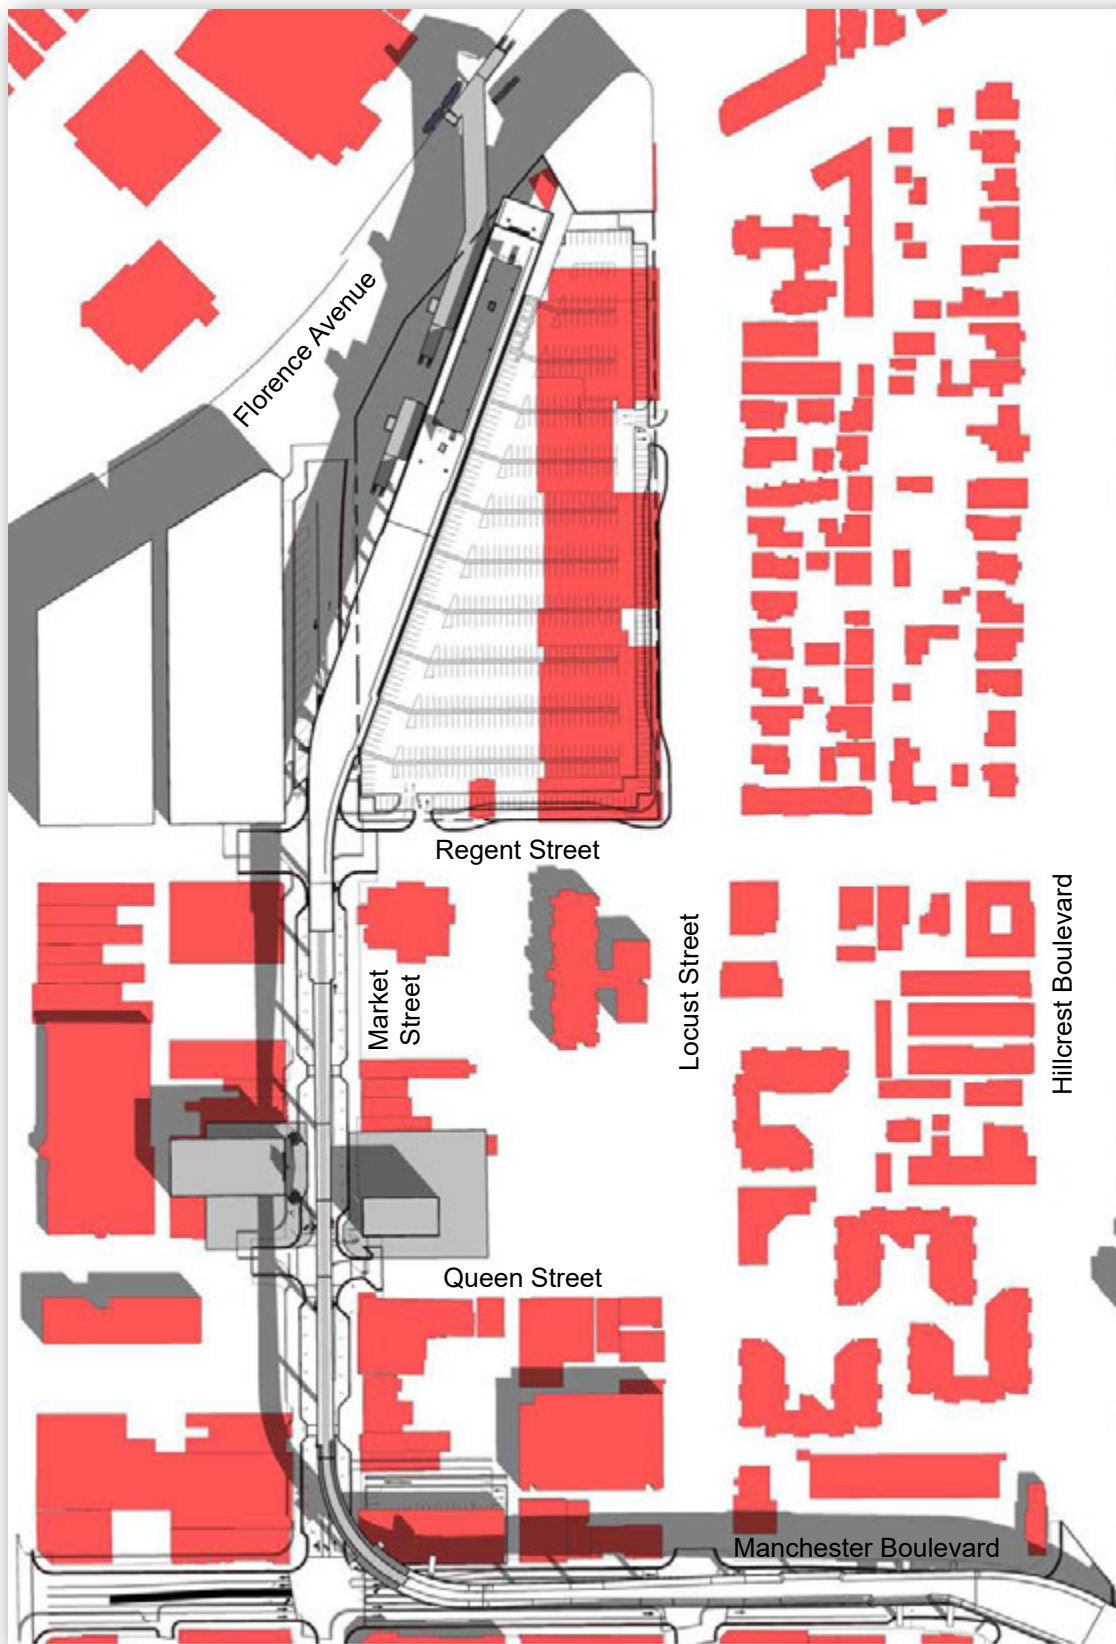 Florence Avenue
Regent Street
Market
Street
Locust Street
Hillcrest Boulevard
Queen Street
Manchester Boulevard